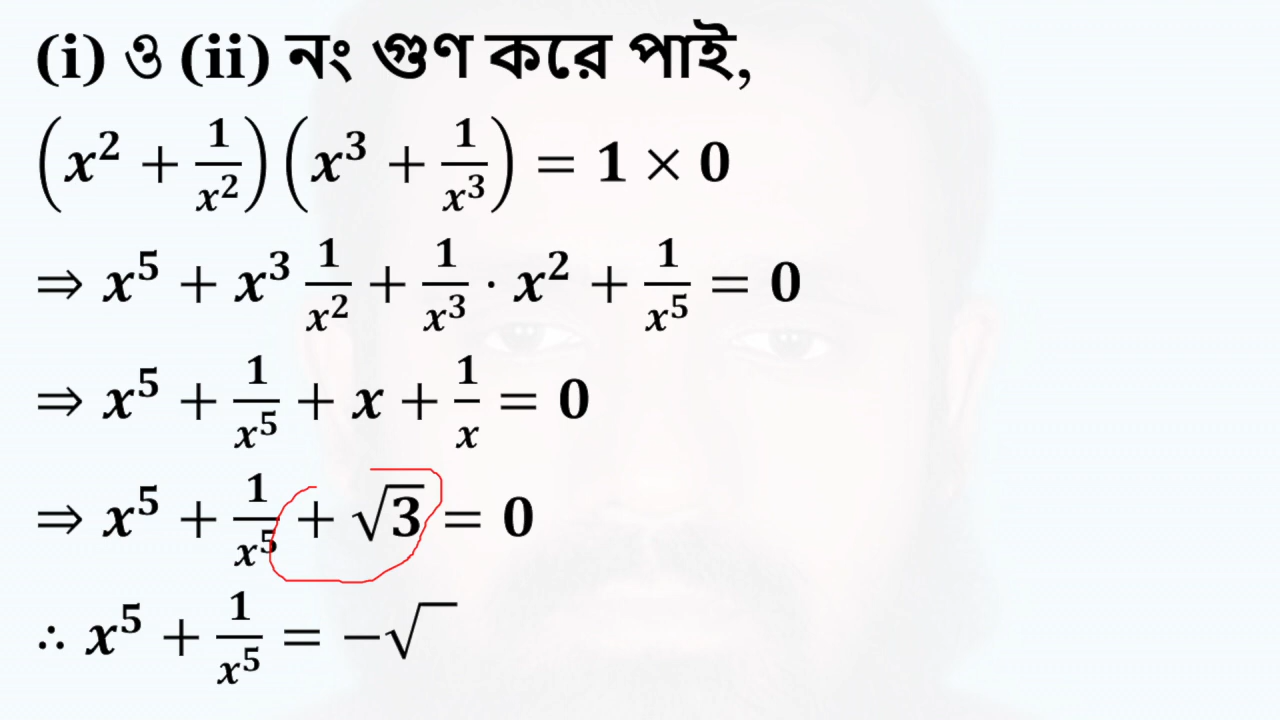 (i) ও (ii) নং গুণ করে পাই,
(x² + 1/x²)(x³ + 1/x³) = 1 × 0
⇒ x⁵ + x³ 1/x² + 1/x³ · x² + 1/x⁵ = 0
⇒ x⁵ + 1/x⁵ + x + 1/x = 0
⇒ x⁵ + 1/x⁵ + √3 = 0
∴ x⁵ + 1/x⁵ = −√